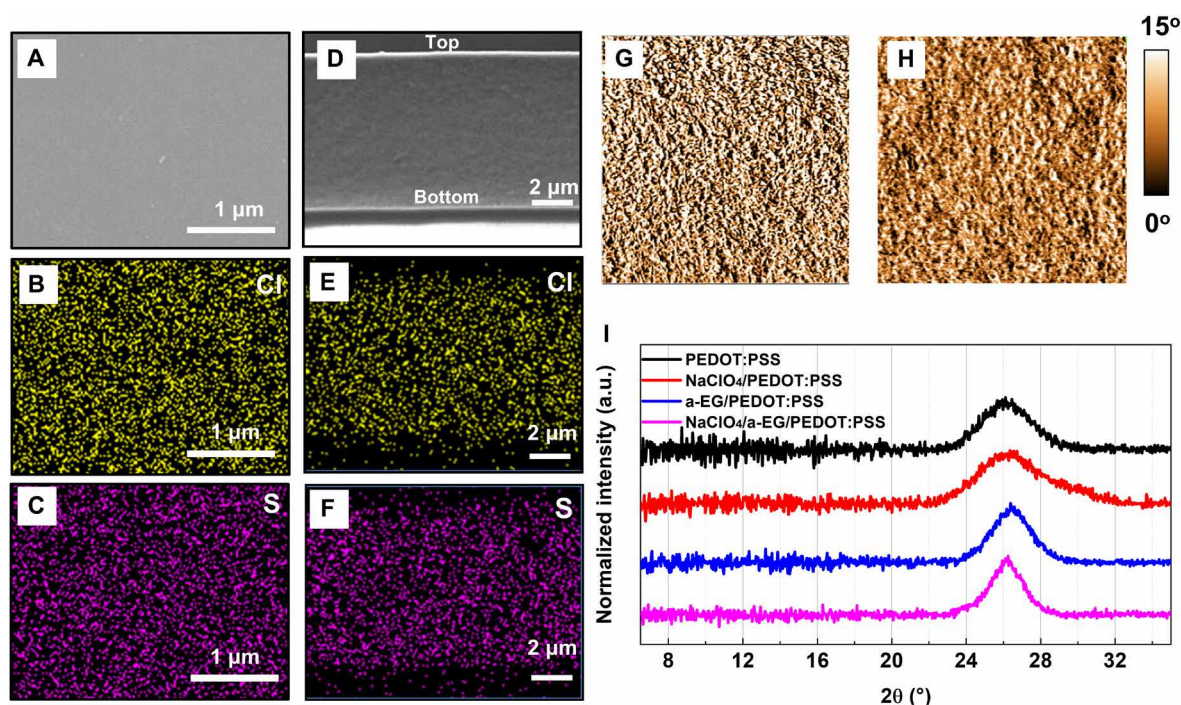 A
1 µm
B
Cl
1 µm
C
S
1 µm
D
Top
Bottom
2 µm
E
Cl
2 µm
F
S
2 µm
G
H
15°
0°
I
PEDOT:PSS
NaClO₄/PEDOT:PSS
a-EG/PEDOT:PSS
NaClO₄/a-EG/PEDOT:PSS
Normalized Intensity (a.u.)
8 12 16 20 24 28 32
2θ (°)